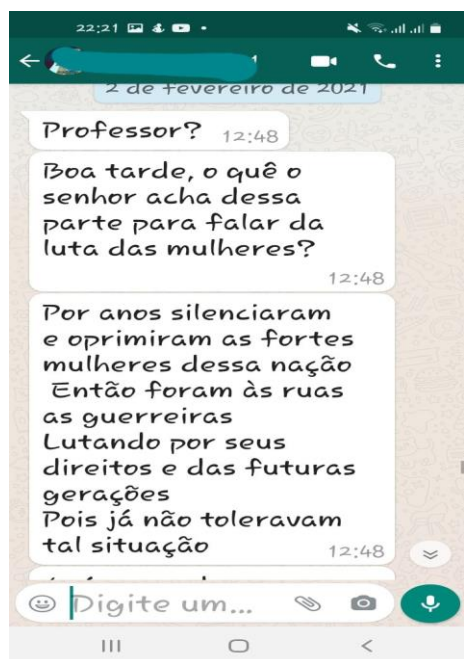 22:21
2 de fevereiro de 2021
Professor? 12:48
Boa tarde, o quê o
senhor acha dessa
parte para falar da
luta das mulheres?
12:48
Por anos silenciaram
e oprimiram as fortes
mulheres dessa nação
Então foram às ruas
as guerreiras
Lutando por seus
direitos e das futuras
gerações
Pois já não toleravam
tal situação 12:48
Digite um...